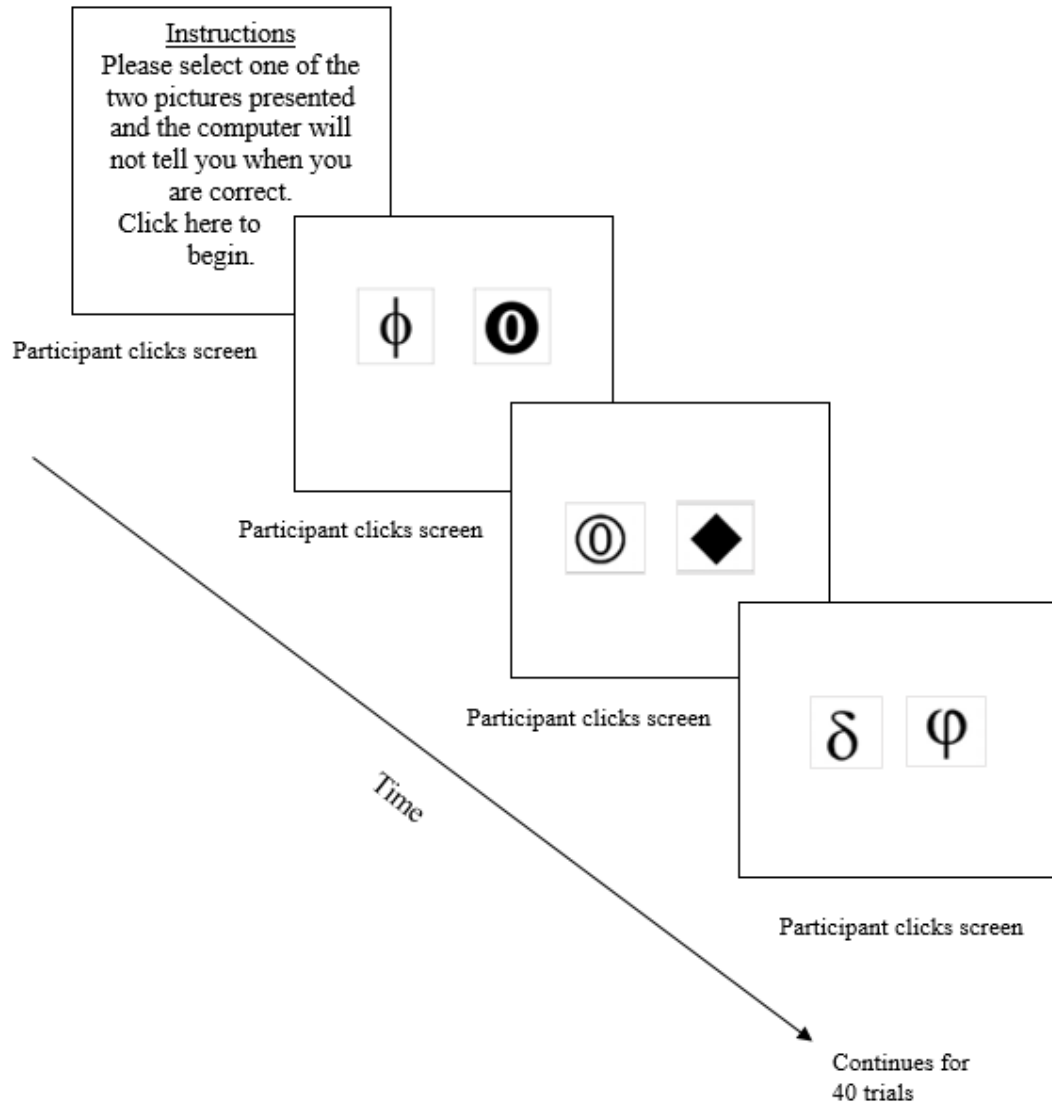 Instructions
Please select one of the
two pictures presented
and the computer will
not tell you when you
are correct.
Click here to
begin.
Participant clicks screen
ϕ ⓿
Participant clicks screen
⓪ ◆
Participant clicks screen
δ φ
Participant clicks screen
Time
Continues for
40 trials